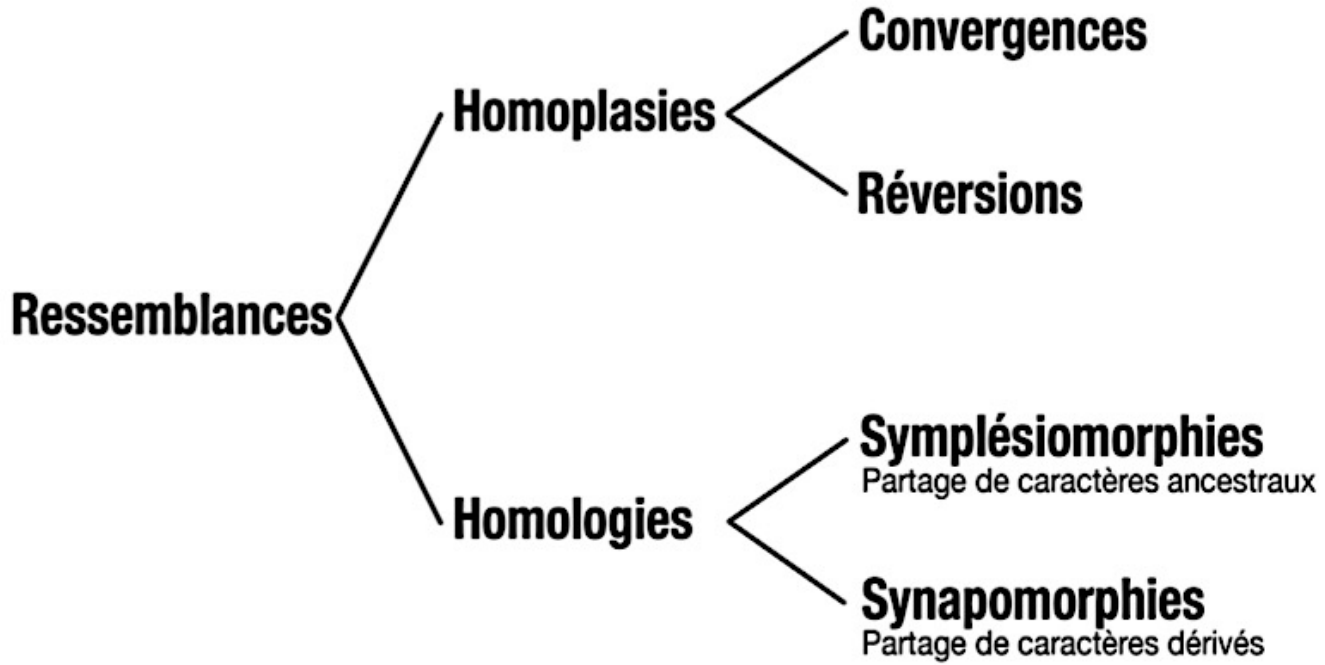 Convergences
Homoplasies
Réversions
Ressemblances
Symplésiomorphies
Partage de caractères ancestraux
Homologies
Synapomorphies
Partage de caractères dérivés